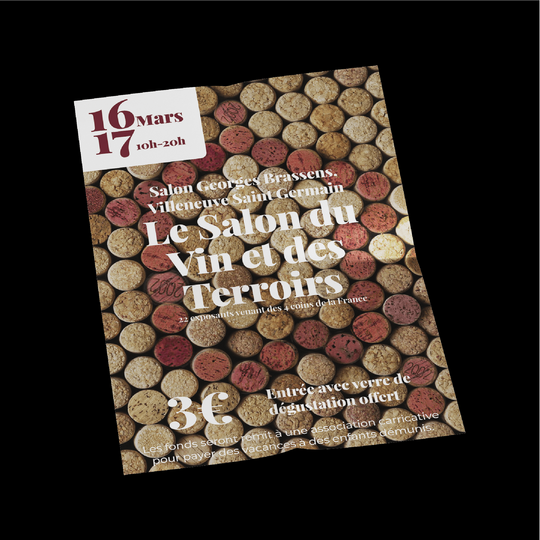 16 Mars
17 10h-20h
Salon Georges Brassens,
Villeneuve Saint Germain
Le Salon du
Vin et des
Terroirs
22 exposants venant des 4 coins de la France
3€
Entrée avec verre de
dégustation offert
Les fonds seront remit à une association carricative
pour payer des vacances à des enfants démunis.